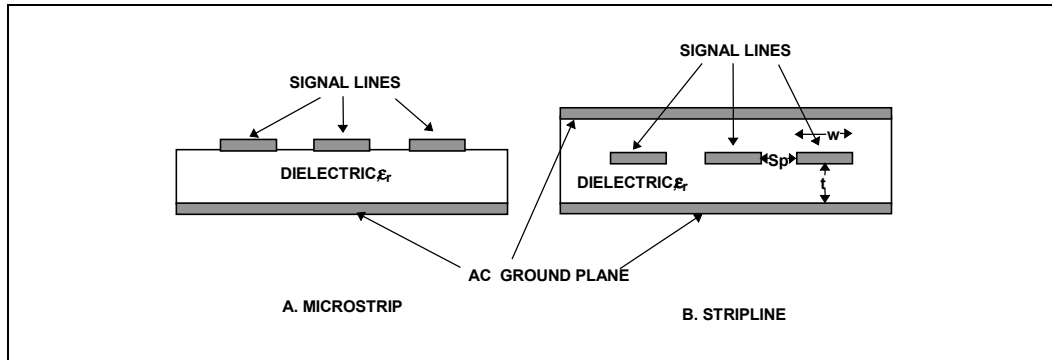 SIGNAL LINES
SIGNAL LINES
w
Sp
DIELECTRIC εr
DIELECTRIC εr
t
AC GROUND PLANE
A. MICROSTRIP
B. STRIPLINE